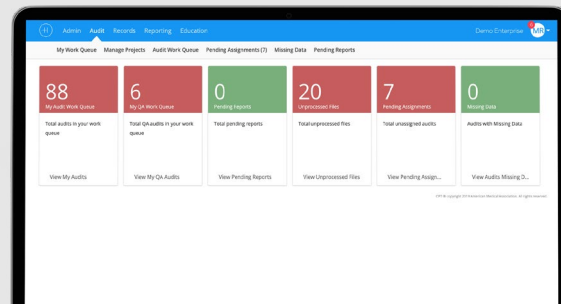 H Admin Audit Records Reporting Education Demo Enterprise MR
My Work Queue Manage Projects Audit Work Queue Pending Assignments (7) Missing Data Pending Reports
88 6 0 20 7 0
My Audit Work Queue My QA Work Queue Pending Reports Unprocessed Files Pending Assignments Missing Data
Total audits in your work Total QA audits in your work Total pending reports Total unprocessed files Total unassigned audits Audits with Missing Data
queue queue
View My Audits View My QA Audits View Pending Reports View Unprocessed Files View Pending Assign... View Audits Missing D...